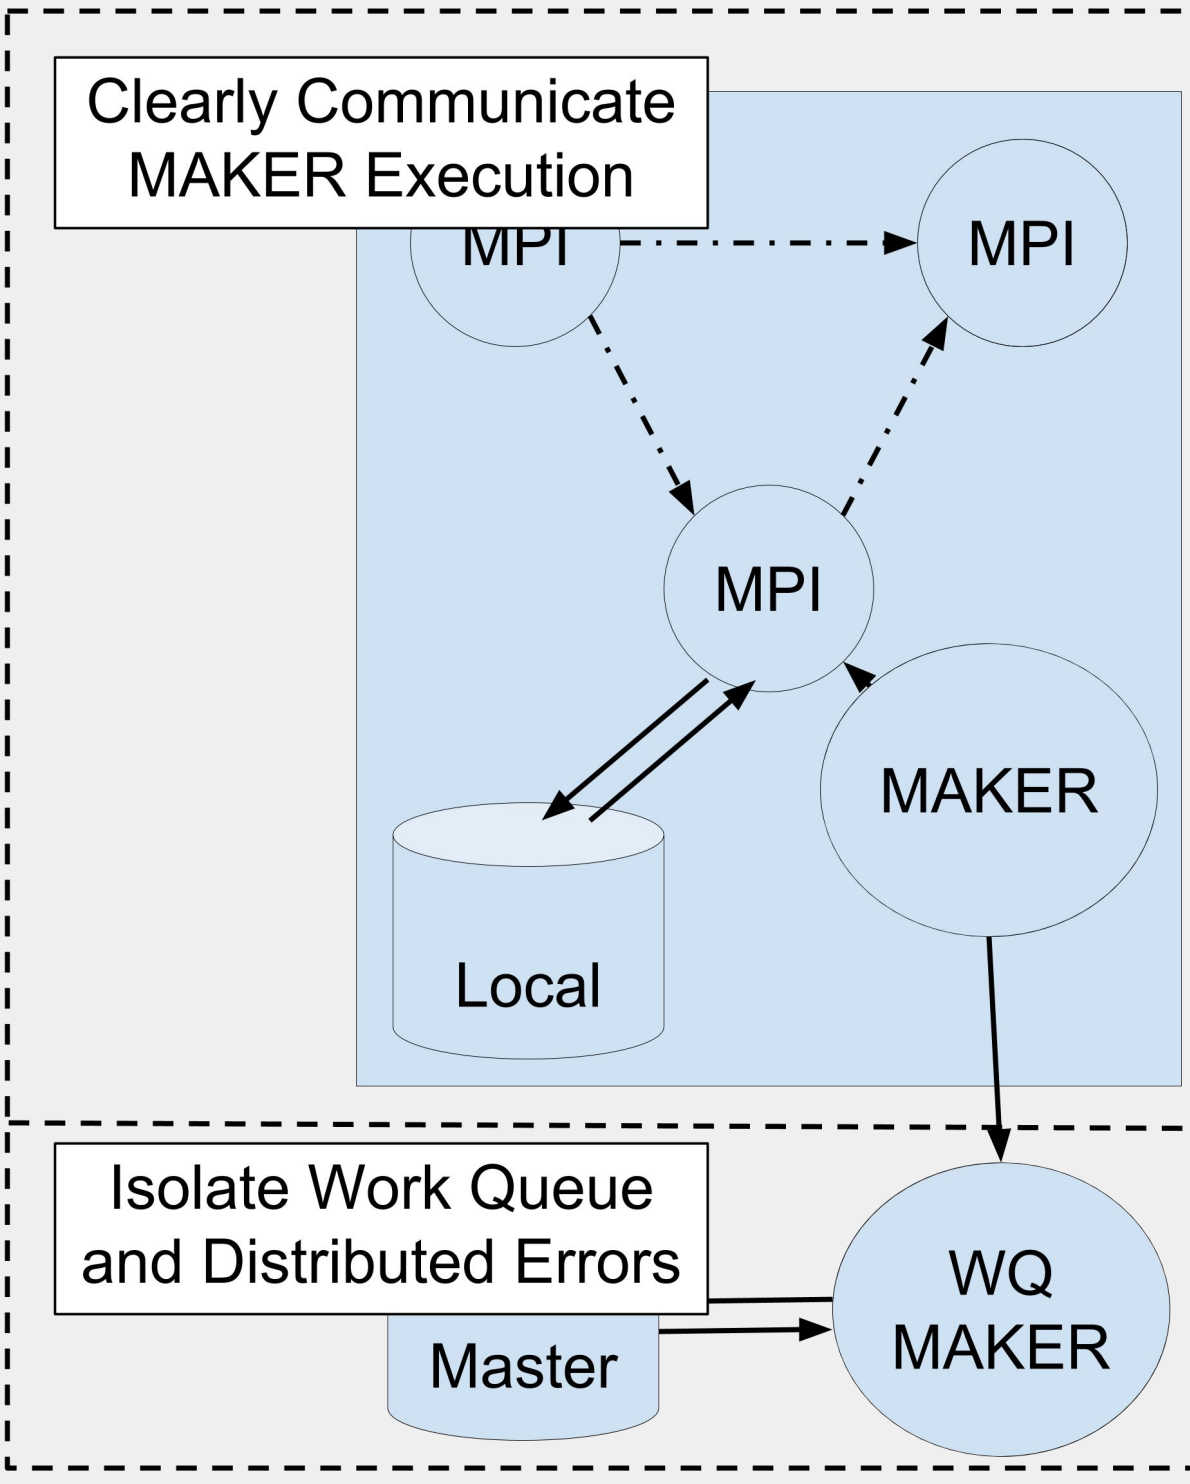 Clearly Communicate
MAKER Execution
MPI
MPI
MPI
MAKER
Local
Isolate Work Queue
and Distributed Errors
WQ
MAKER
Master